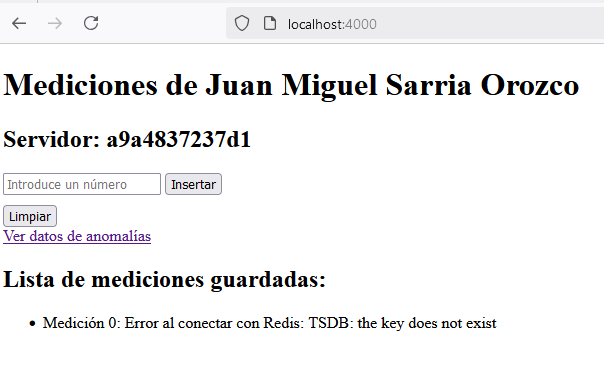 localhost:4000
Mediciones de Juan Miguel Sarria Orozco
Servidor: a9a4837237d1
Introduce un número Insertar
Limpiar
Ver datos de anomalías
Lista de mediciones guardadas:
Medición 0: Error al conectar con Redis: TSDB: the key does not exist